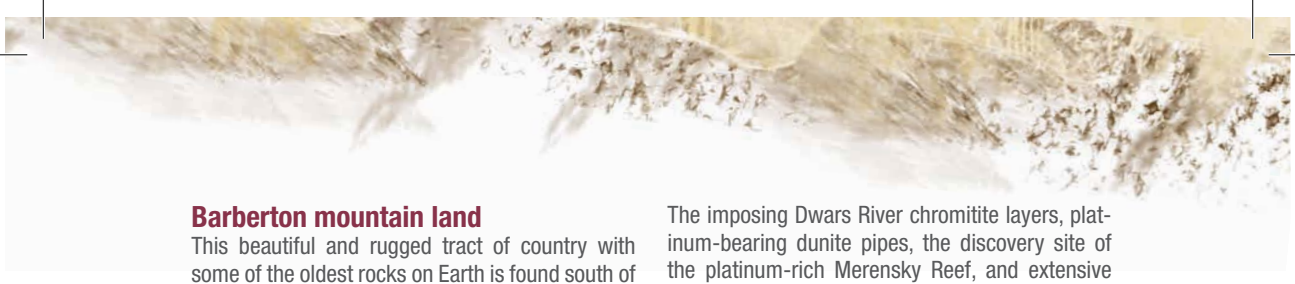 Barberton mountain land
This beautiful and rugged tract of country with
some of the oldest rocks on Earth is found south of
The imposing Dwars River chromitite layers, plat-
inum-bearing dunite pipes, the discovery site of
the platinum-rich Merensky Reef, and extensive